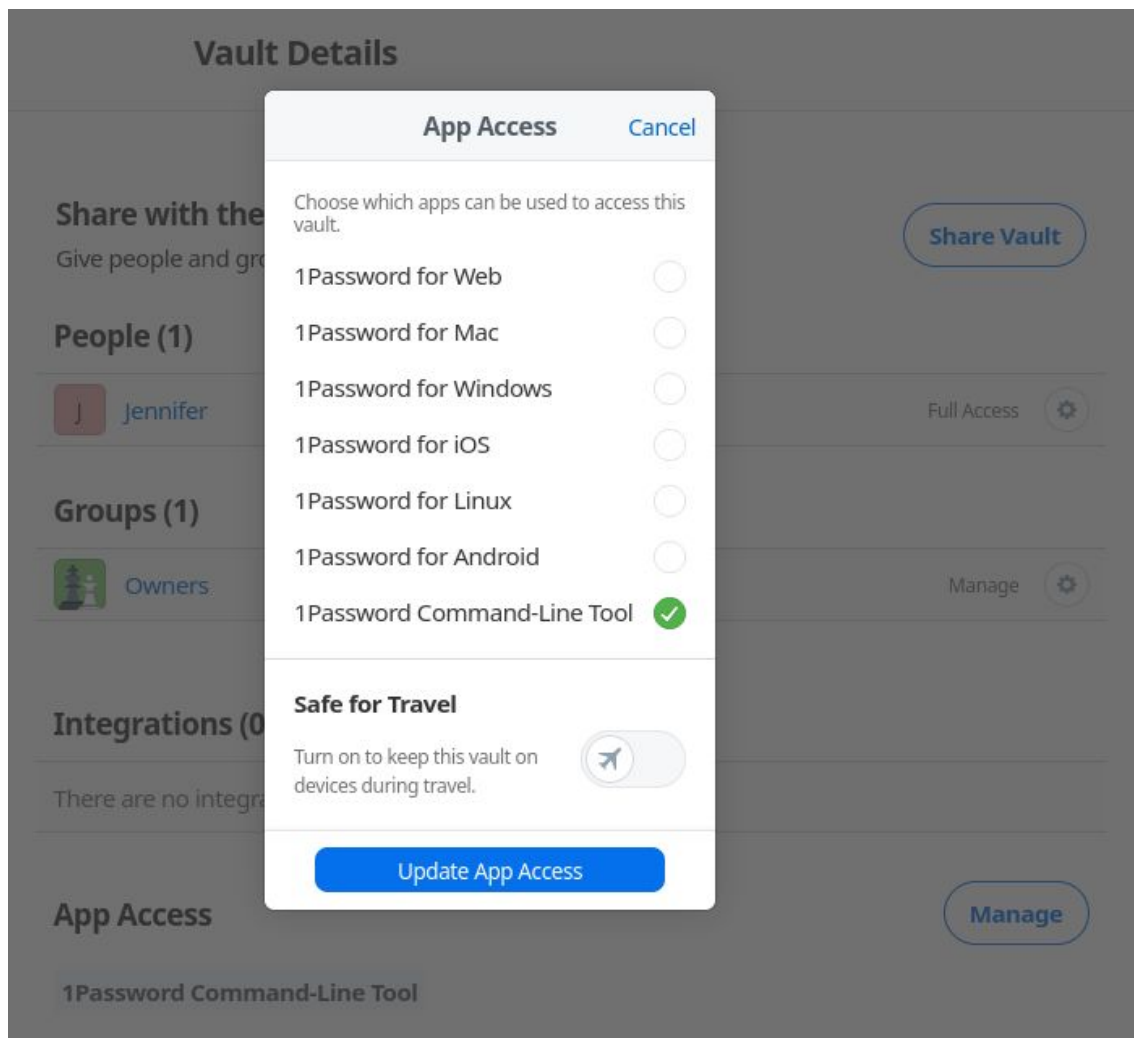 Vault Details
App Access
Cancel
Choose which apps can be used to access this
vault.
1Password for Web
1Password for Mac
1Password for Windows
1Password for iOS
1Password for Linux
1Password for Android
1Password Command-Line Tool
Safe for Travel
Turn on to keep this vault on
devices during travel.
Update App Access
Share with the
Give people and
Share Vault
People (1)
J
Jennifer
Full Access
Groups (1)
Owners
Manage
Integrations (0
There are no
App Access
Manage
1Password Command-Line Tool